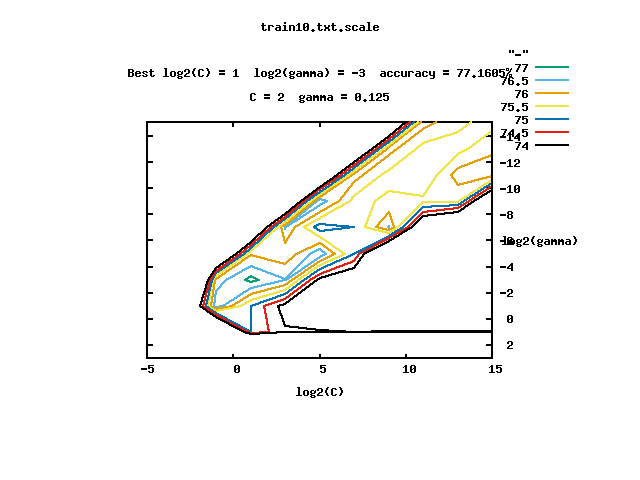 train10.txt.scale
"-"
Best log2(C) = 1  log2(gamma) = -3  accuracy = 77.1605%
77
76.5
C = 2  gamma = 0.125
76
75.5
75
74.5
74
-14
-12
-10
-8
-6
log2(gamma)
-4
-2
0
2
-5 0 5 10 15
log2(C)